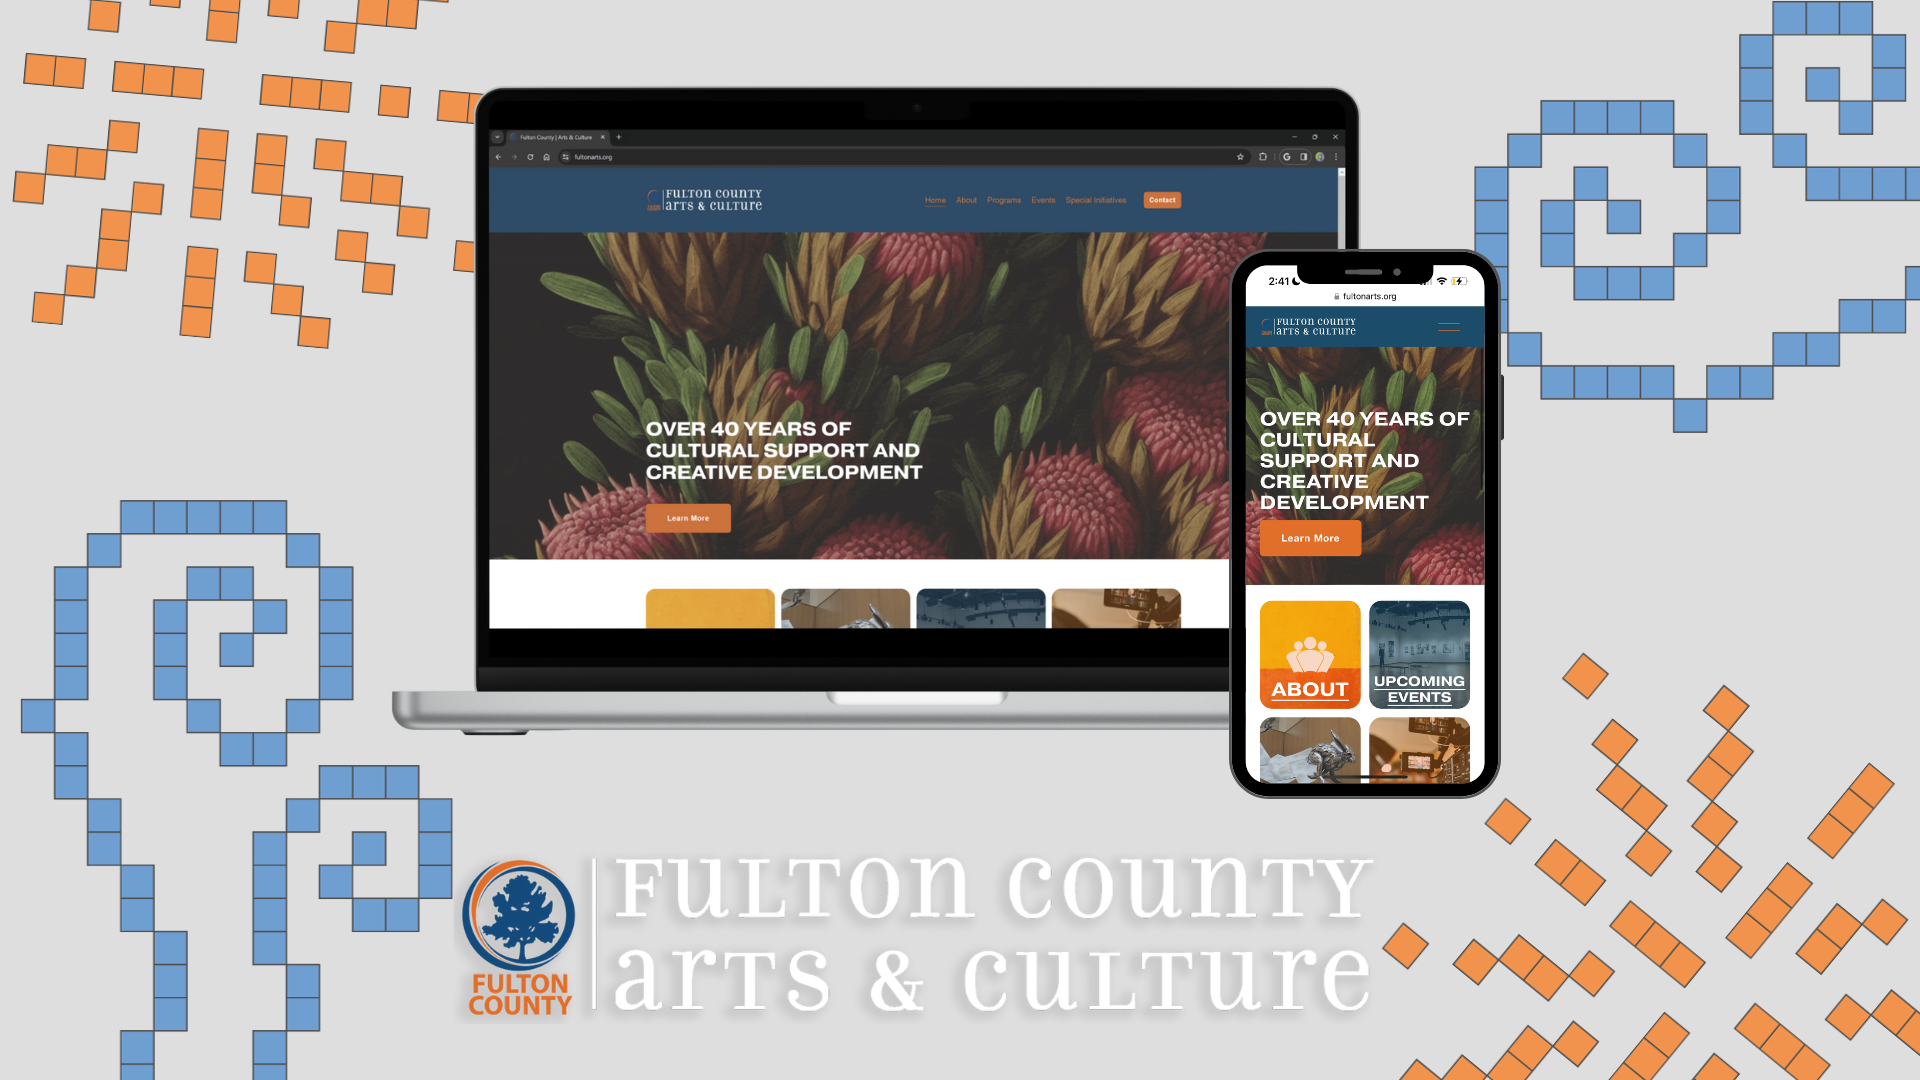 Fulton County | Arts & Culture
fultonarts.org
FULTON COUNTY
arts & culture
Home About Programs Events Special Initiatives Contact
OVER 40 YEARS OF
CULTURAL SUPPORT AND
CREATIVE DEVELOPMENT
Learn More
2:41
fultonarts.org
FULTON COUNTY
arts & culture
OVER 40 YEARS OF
CULTURAL
SUPPORT AND
CREATIVE
DEVELOPMENT
Learn More
ABOUT
UPCOMING
EVENTS
FULTON
COUNTY
FULTON COUNTY
arts & culture